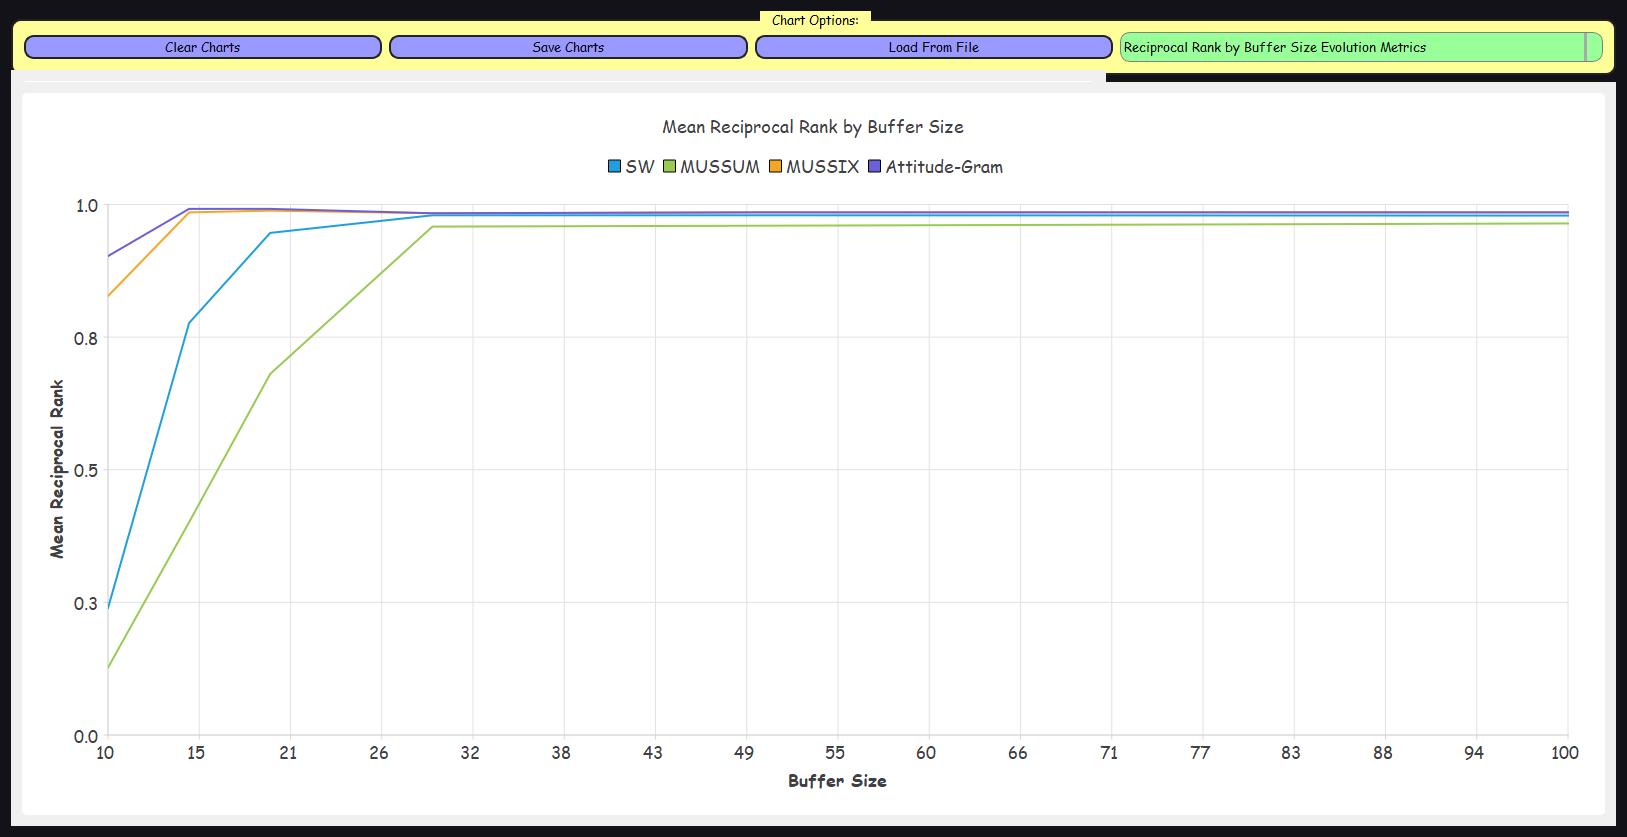 Chart Options:
Clear Charts
Save Charts
Load From File
Reciprocal Rank by Buffer Size Evolution Metrics
Mean Reciprocal Rank by Buffer Size
SW MUSSUM MUSSIX Attitude-Gram
1.0
0.8
0.5
0.3
0.0
Mean Reciprocal Rank
10 15 21 26 32 38 43 49 55 60 66 71 77 83 88 94 100
Buffer Size